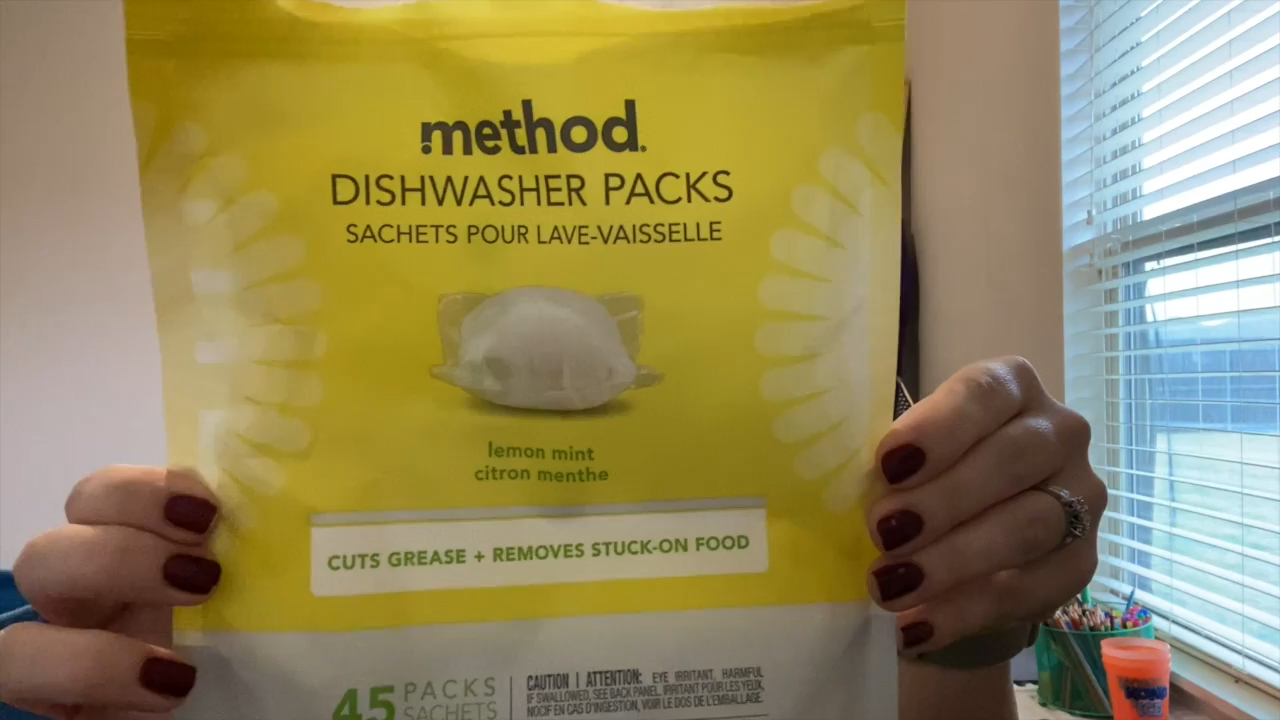 method.
DISHWASHER PACKS
SACHETS POUR LAVE-VAISSELLE
lemon mint
citron menthe
CUTS GREASE + REMOVES STUCK-ON FOOD
45 PACKS
SACHETS
CAUTION | ATTENTION: EYE IRRITANT, HARMFUL
IF SWALLOWED, SEE BACK PANEL. IRRITANT POUR LES YEUX,
NOCIF EN CAS D'INGESTION, VOIR LE DOS DE L'EMBALLAGE.